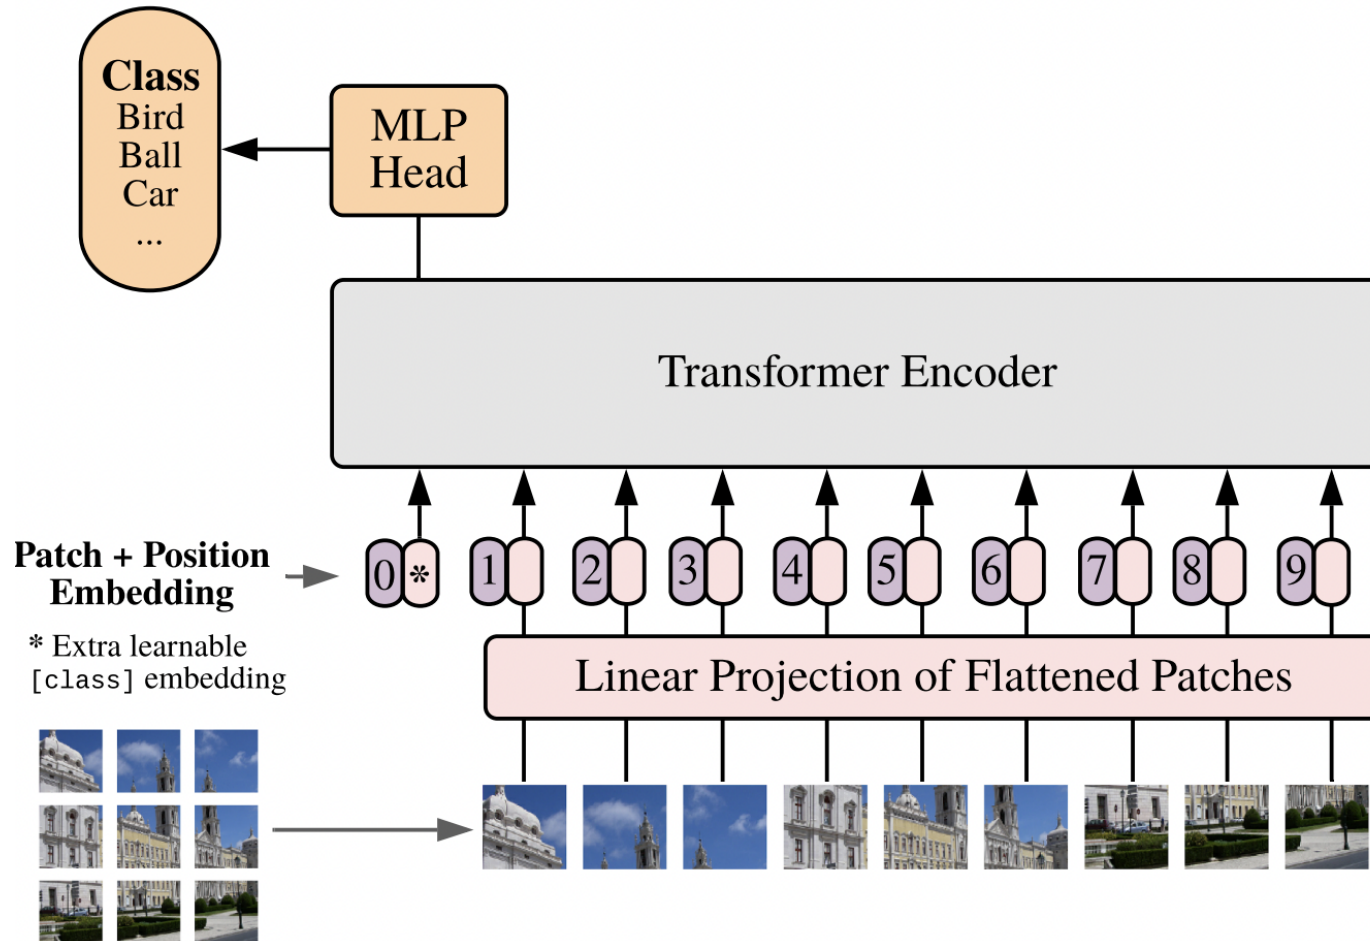 Class
Bird
Ball
Car
...
MLP
Head
Transformer Encoder
Patch + Position
Embedding
0 * 1 2 3 4 5 6 7 8 9
* Extra learnable
[class] embedding
Linear Projection of Flattened Patches